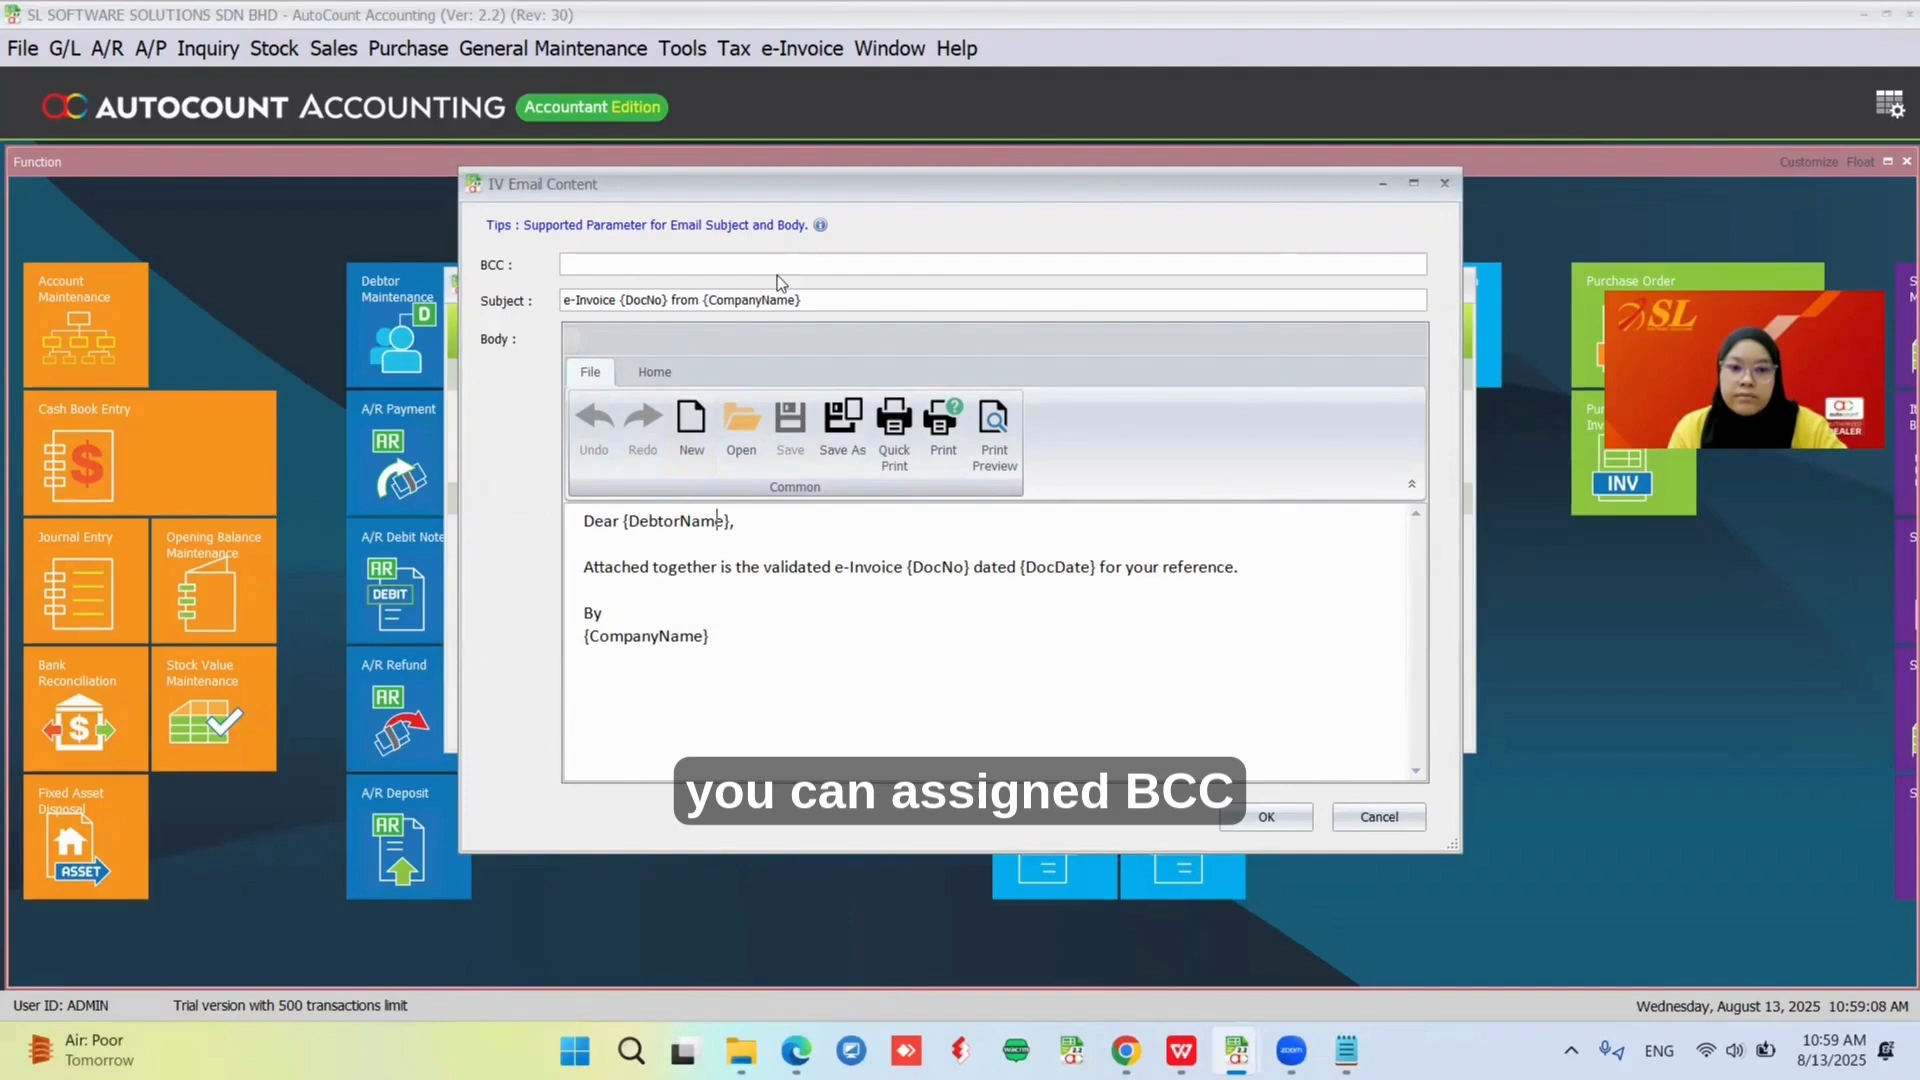 SL SOFTWARE SOLUTIONS SDN BHD - AutoCount Accounting (Ver: 2.2) (Rev: 30)
File G/L A/R A/P Inquiry Stock Sales Purchase General Maintenance Tools Tax e-Invoice Window Help
AUTOCOUNT ACCOUNTING Accountant Edition
Function
Customize Float
IV Email Content
Tips : Supported Parameter for Email Subject and Body.
BCC :
Subject : e-Invoice {DocNo} from {CompanyName}
Body :
File Home
Undo Redo New Open Save Save As Quick Print Print Print Preview
Common
Dear {DebtorName},
Attached together is the validated e-Invoice {DocNo} dated {DocDate} for your reference.
By
{CompanyName}
OK Cancel
you can assigned BCC
Account
Maintenance
Cash Book Entry
Journal Entry
Opening Balance
Maintenance
Bank
Reconciliation
Stock Value
Maintenance
Fixed Asset
Disposal
ASSET
Debtor
Maintenance
D
A/R Payment
AR
A/R Debit Note
AR
DEBIT
A/R Refund
AR
A/R Deposit
AR
Purchase Order
INV
SL
autocount
DEALER
User ID: ADMIN
Trial version with 500 transactions limit
Wednesday, August 13, 2025 10:59:08 AM
Air: Poor
Tomorrow
zoom
ENG
10:59 AM
8/13/2025